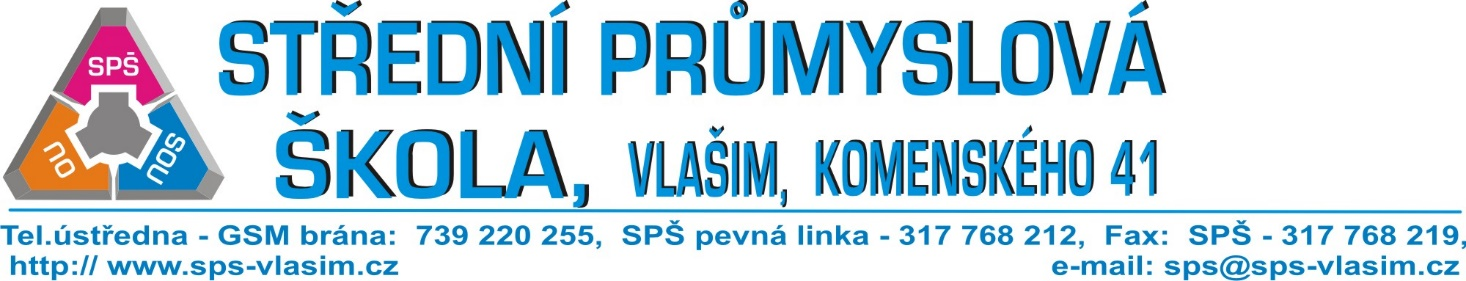 SPŠ
OU
SOU
STŘEDNÍ PRŮMYSLOVÁ
ŠKOLA, VLAŠIM, KOMENSKÉHO 41
Tel.ústředna - GSM brána: 739 220 255, SPŠ pevná linka - 317 768 212, Fax: SPŠ - 317 768 219,
http:// www.sps-vlasim.cz e-mail: sps@sps-vlasim.cz